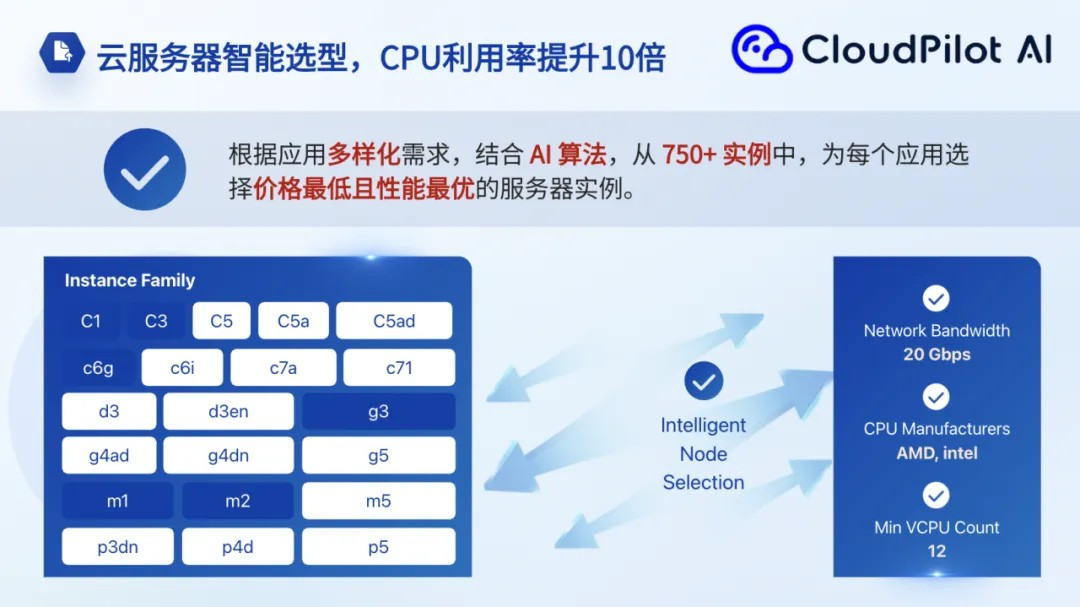 云服务器智能选型，CPU利用率提升10倍
CloudPilot AI
根据应用多样化需求，结合 AI 算法，从 750+ 实例中，为每个应用选
择价格最低且性能最优的服务器实例。
Instance Family
C1 C3 C5 C5a C5ad
c6g c6i c7a c71
d3 d3en g3
g4ad g4dn g5
m1 m2 m5
p3dn p4d p5
Intelligent
Node
Selection
Network Bandwidth
20 Gbps
CPU Manufacturers
AMD, intel
Min VCPU Count
12